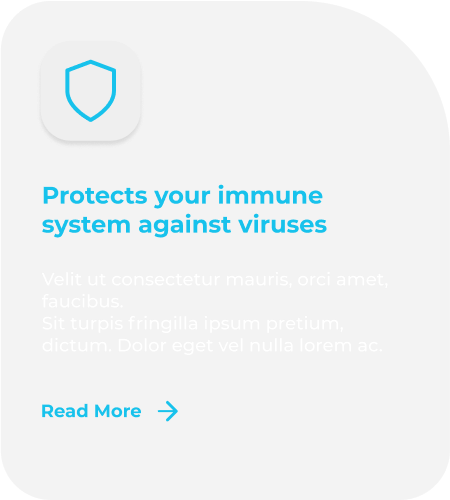 Protects your immune
system against viruses
Velit ut consectetur mauris, orci amet,
faucibus.
Sit turpis fringilla ipsum pretium,
dictum. Dolor eget vel nulla lorem ac.
Read More